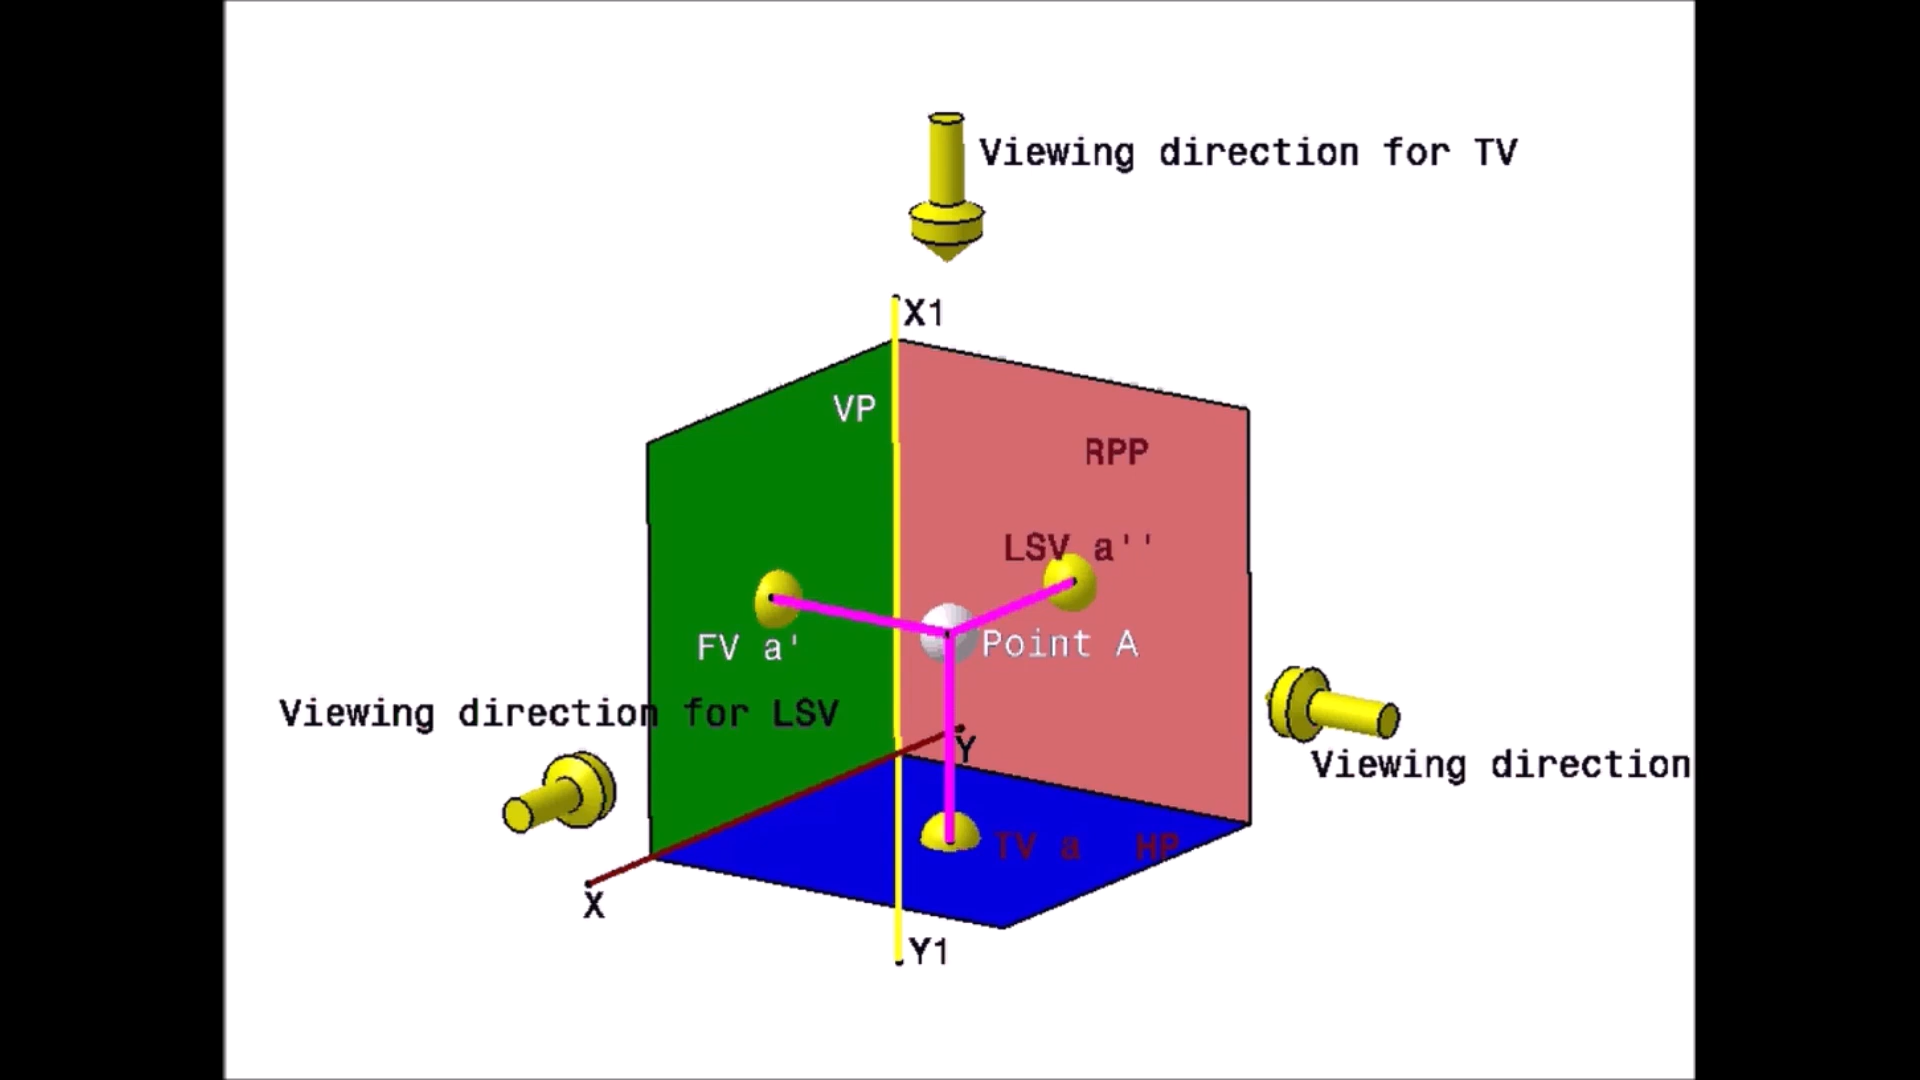 Viewing direction for TV
X1
VP
RPP
LSV a''
FV a'
Point A
Viewing direction for LSV
Y
Viewing direction
TV a
HP
X
Y1